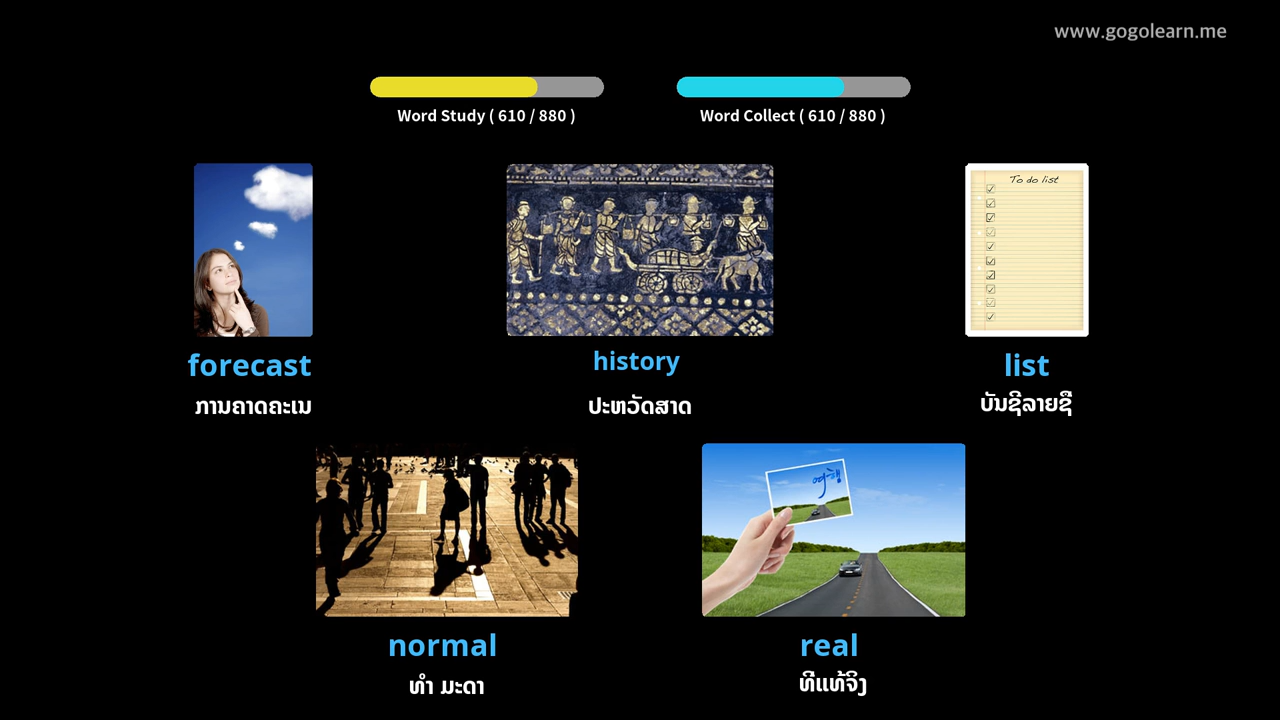 www.gogolearn.me
Word Study ( 610 / 880 )
Word Collect ( 610 / 880 )
To do list
forecast
history
list
ການຄາດຄະເນ
ປະຫວັດສາດ
ບັນຊີລາຍຊື່
여행
normal
real
ທຳ ມະດາ
ທີ່ແທ້ຈິງ